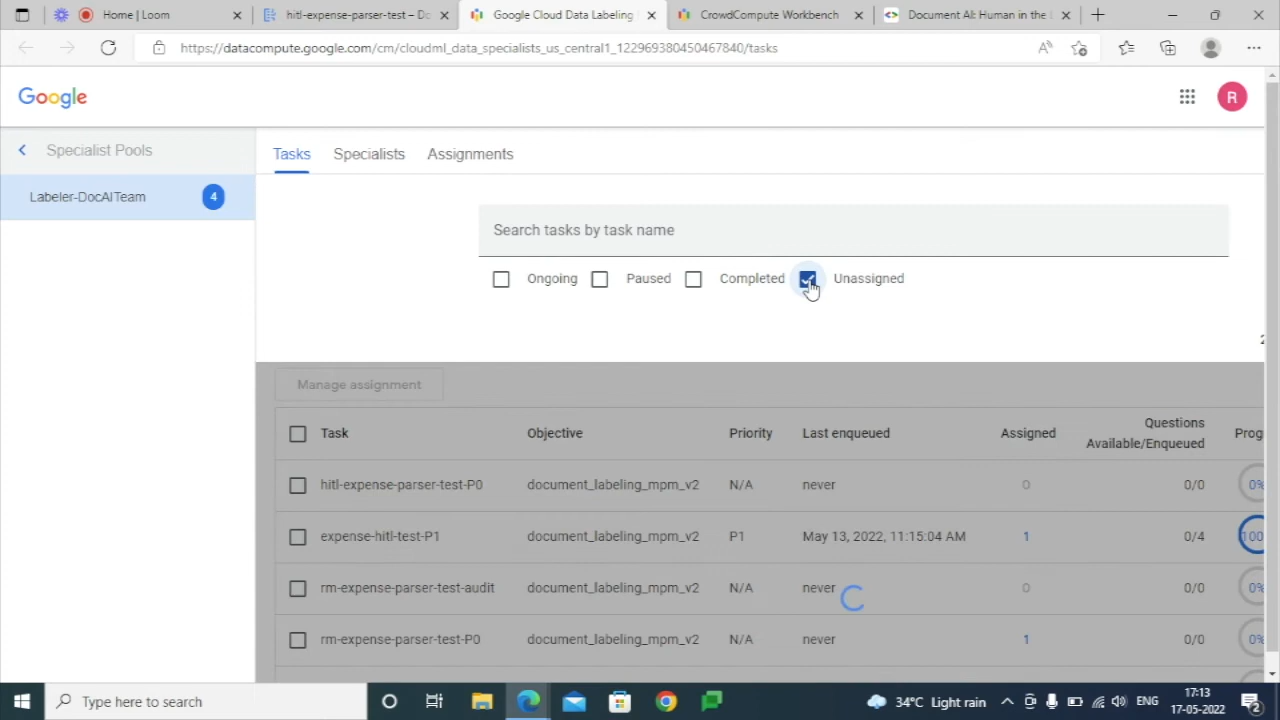 Home | Loom
hitl-expense-parser-test – Do
Google Cloud Data Labeling
CrowdCompute Workbench
Document AI: Human in the
https://datacompute.google.com/cm/cloudml_data_specialists_us_central1_122969380450467840/tasks
Google
R
Specialist Pools
Tasks Specialists Assignments
Labeler-DocAITeam 4
Search tasks by task name
Ongoing Paused Completed Unassigned
Manage assignment
Task Objective Priority Last enqueued Assigned Questions Available/Enqueued Prog
hitl-expense-parser-test-P0 document_labeling_mpm_v2 N/A never 0 0/0 0%
expense-hitl-test-P1 document_labeling_mpm_v2 P1 May 13, 2022, 11:15:04 AM 1 0/4 100
rm-expense-parser-test-audit document_labeling_mpm_v2 N/A never 0 0/0 0%
rm-expense-parser-test-P0 document_labeling_mpm_v2 N/A never 1 0/0 0%
Type here to search
34°C Light rain
ENG
17:13
17-05-2022
2